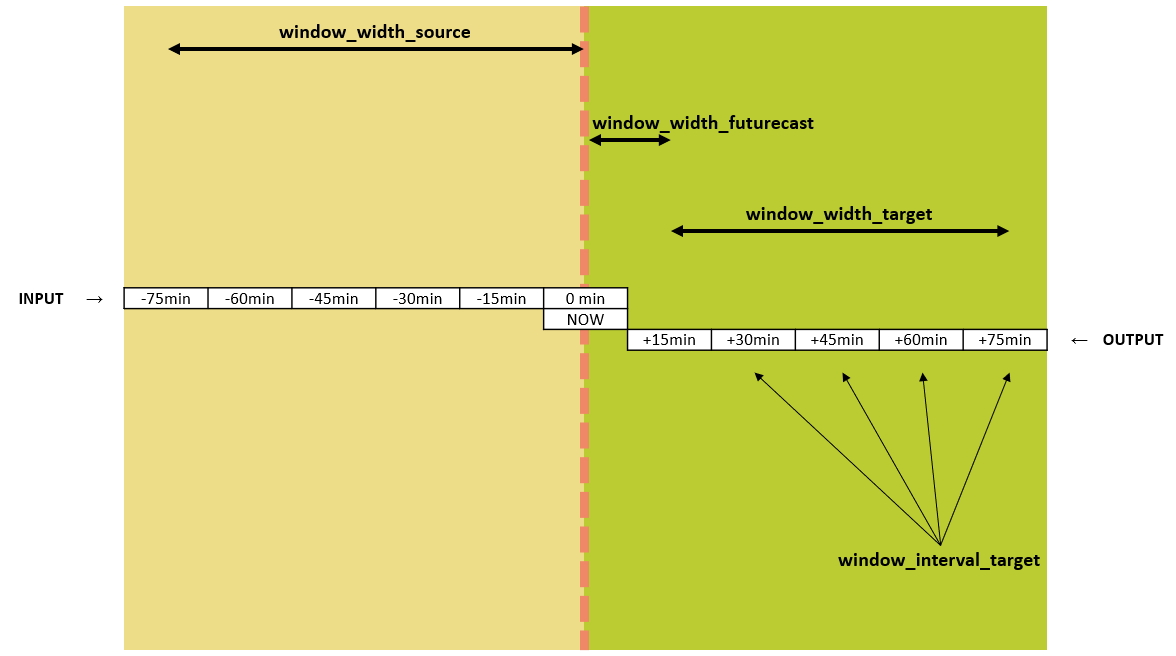 window_width_source
window_width_futurecast
window_width_target
INPUT → -75min -60min -45min -30min -15min 0 min
NOW
+15min +30min +45min +60min +75min ← OUTPUT
window_interval_target